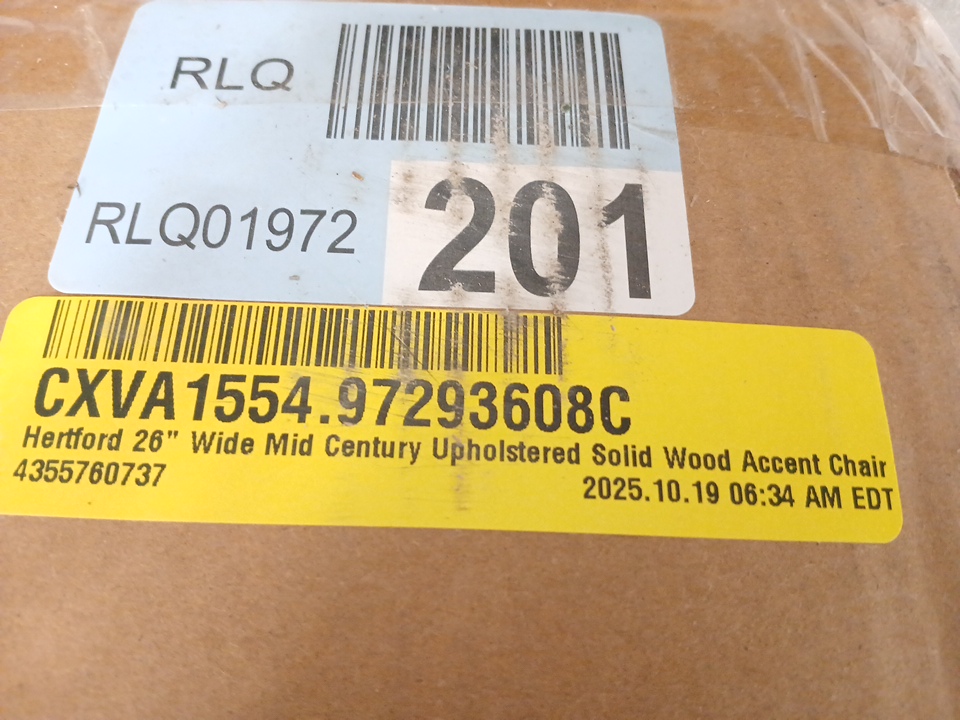 RLQ
RLQ01972
201
CXVA1554.97293608C
Hertford 26" Wide Mid Century Upholstered Solid Wood Accent Chair
4355760737
2025.10.19 06:34 AM EDT